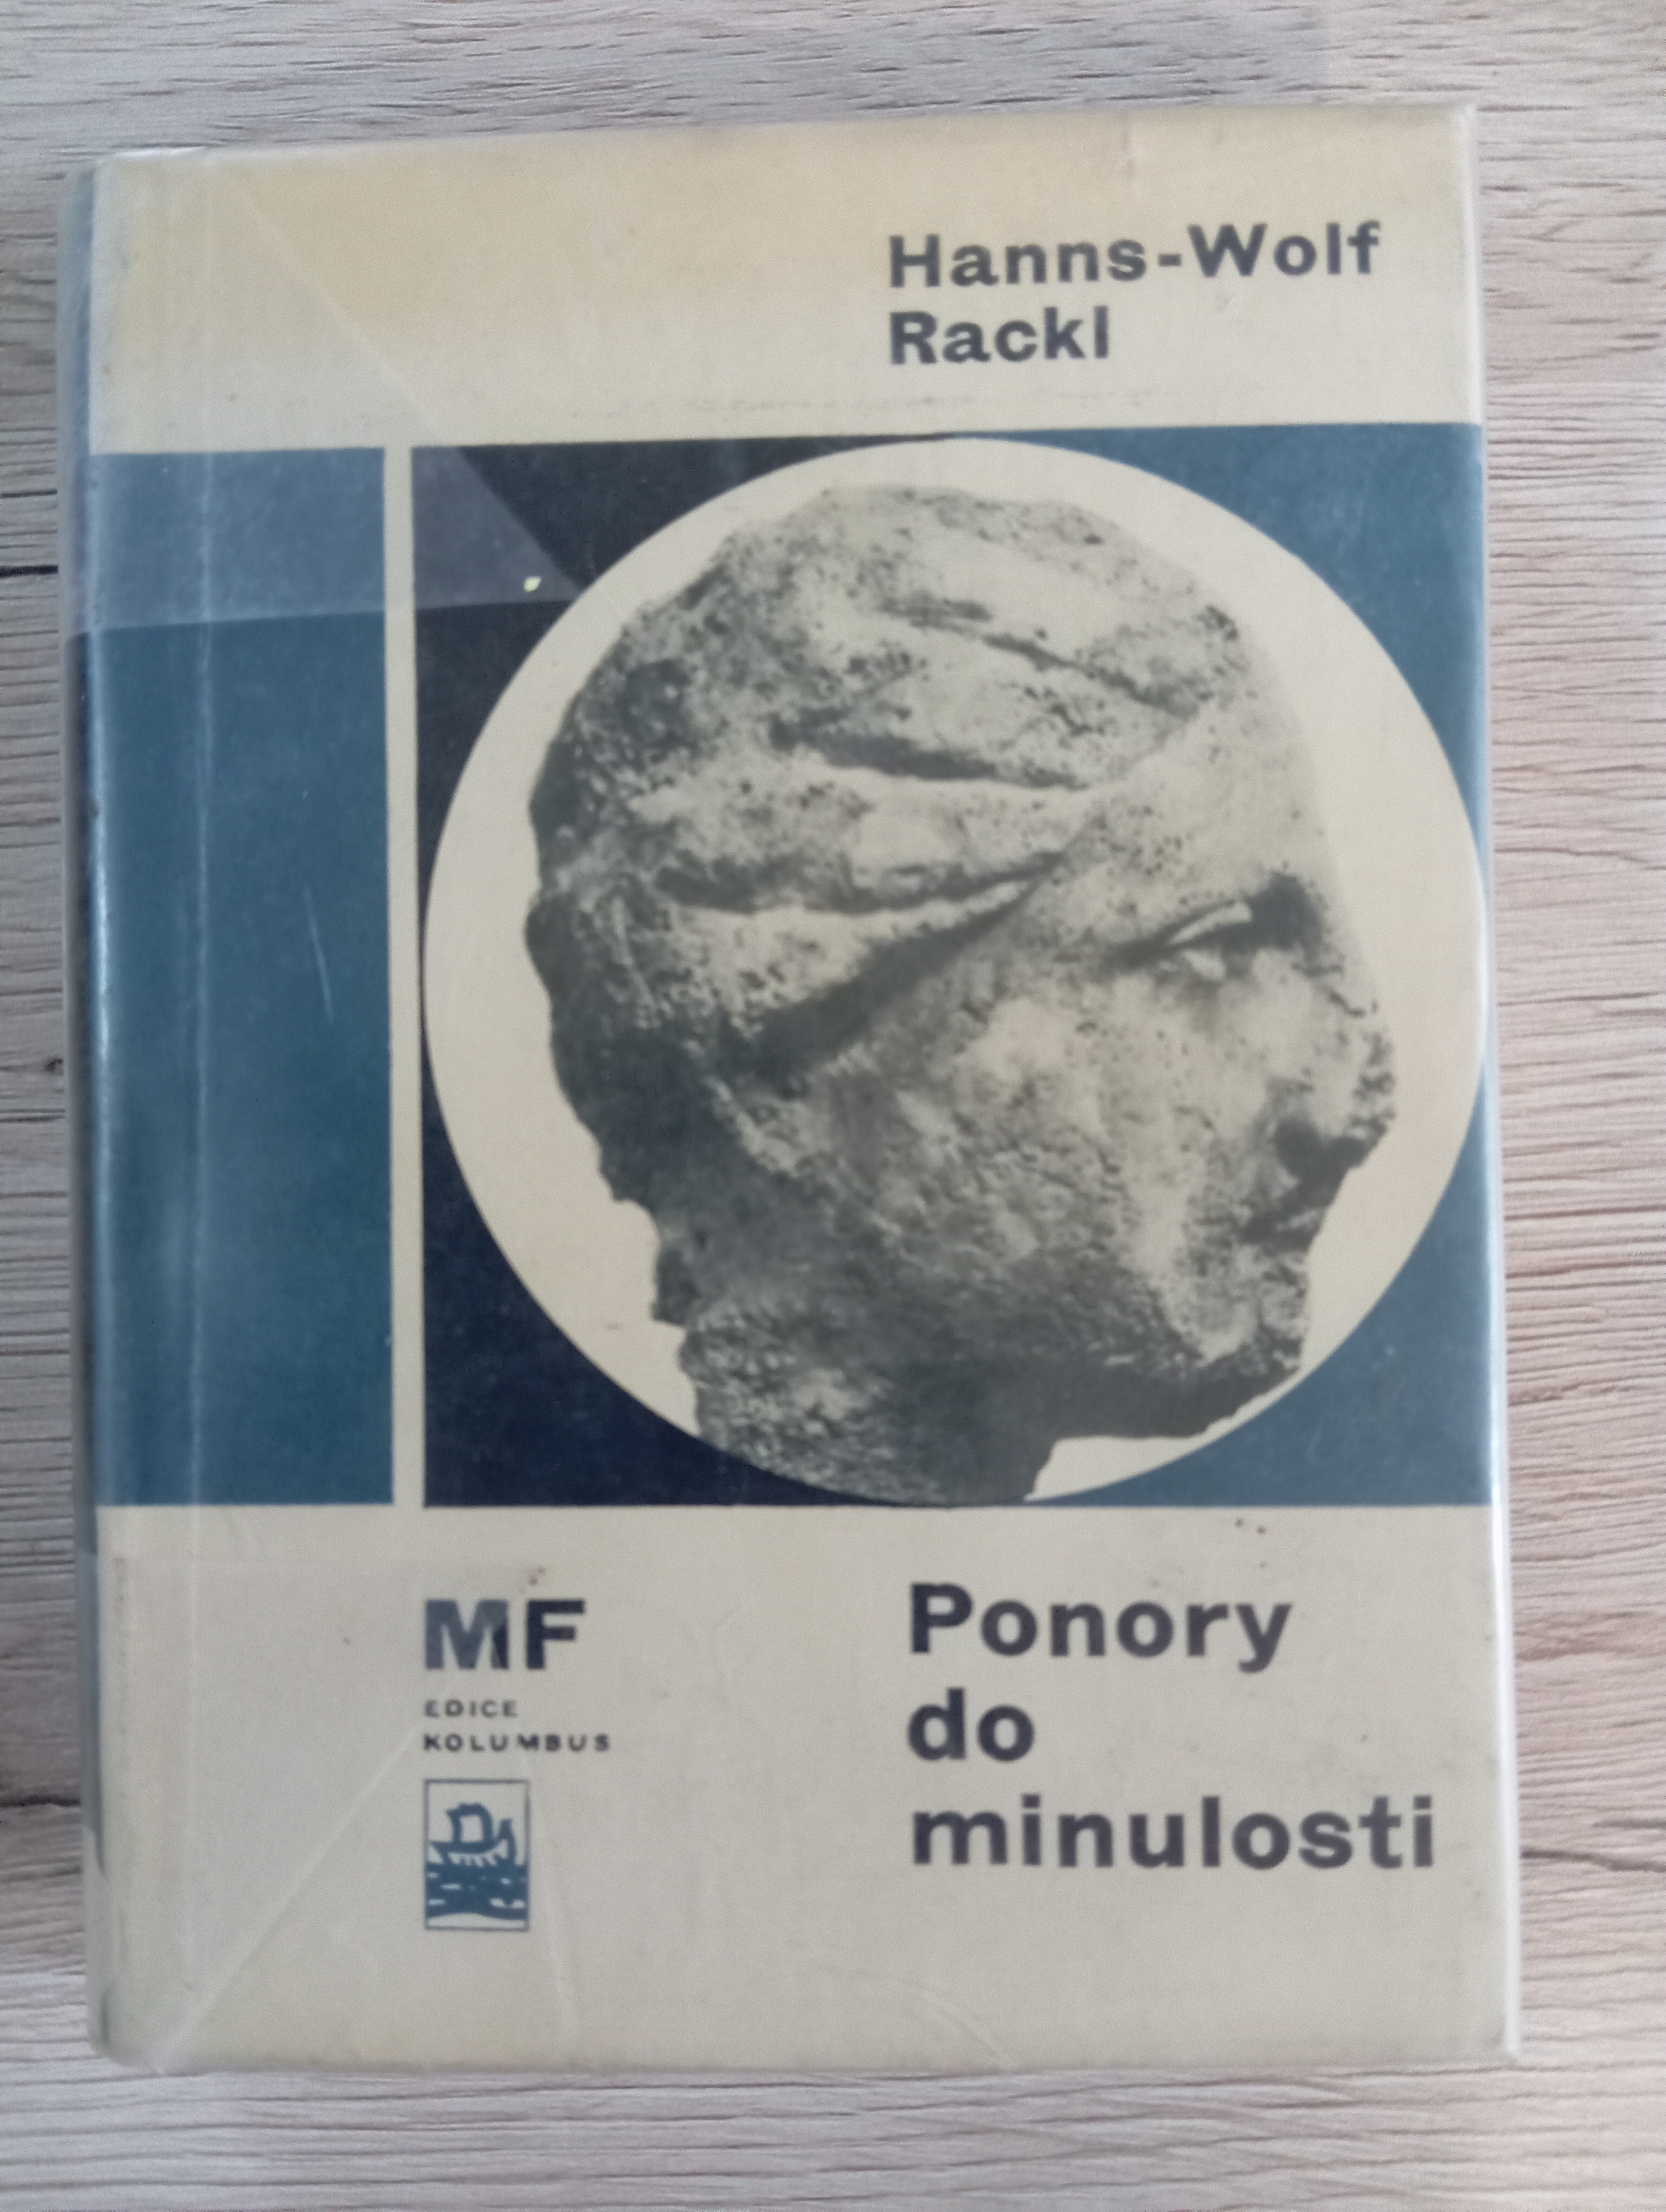 Hanns-Wolf
Rackl
MF
EDICE
KOLUMBUS
Ponory
do
minulosti